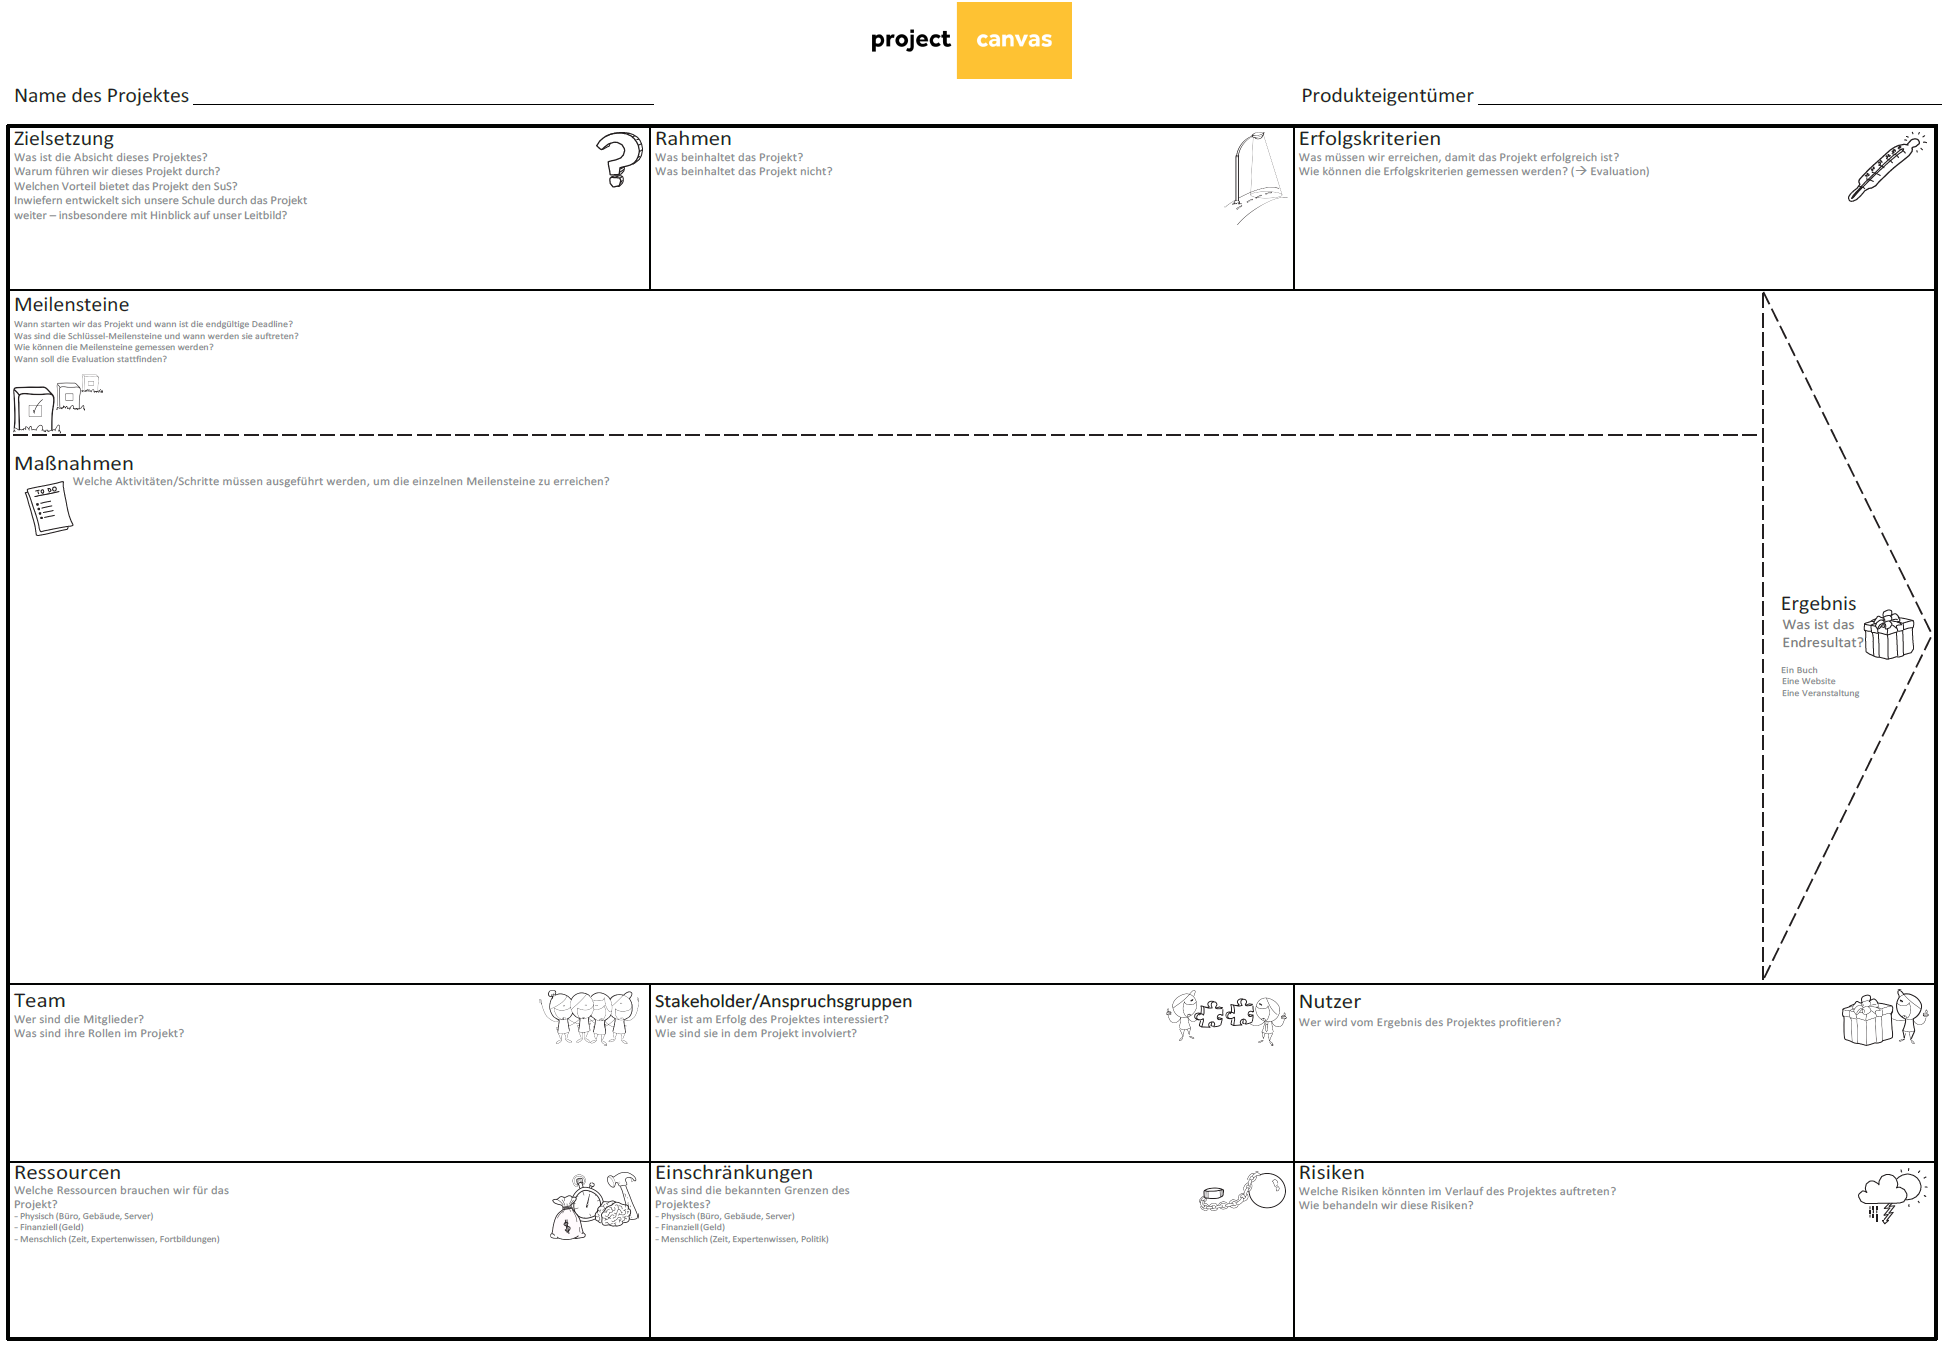 project canvas
Name des Projektes
Produkteigentümer
Zielsetzung
Was ist die Absicht dieses Projektes?
Warum führen wir dieses Projekt durch?
Welchen Vorteil bietet das Projekt den SuS?
Inwiefern entwickelt sich unsere Schule durch das Projekt
weiter – insbesondere mit Hinblick auf unser Leitbild?
Rahmen
Was beinhaltet das Projekt?
Was beinhaltet das Projekt nicht?
Erfolgskriterien
Was müssen wir erreichen, damit das Projekt erfolgreich ist?
Wie können die Erfolgskriterien gemessen werden? (→ Evaluation)
Meilensteine
Wann starten wir das Projekt und wann ist die endgültige Deadline?
Was sind die Schlüssel-Meilensteine und wann werden sie auftreten?
Wie können die Meilensteine gemessen werden?
Wann soll die Evaluation stattfinden?
Maßnahmen
Welche Aktivitäten/Schritte müssen ausgeführt werden, um die einzelnen Meilensteine zu erreichen?
TO DO
Ergebnis
Was ist das
Endresultat?
Ein Buch
Eine Website
Eine Veranstaltung
Team
Wer sind die Mitglieder?
Was sind ihre Rollen im Projekt?
Stakeholder/Anspruchsgruppen
Wer ist am Erfolg des Projektes interessiert?
Wie sind sie in dem Projekt involviert?
Nutzer
Wer wird vom Ergebnis des Projektes profitieren?
Ressourcen
Welche Ressourcen brauchen wir für das
Projekt?
- Physisch (Büro, Gebäude, Server)
- Finanziell (Geld)
- Menschlich (Zeit, Expertenwissen, Fortbildungen)
Einschränkungen
Was sind die bekannten Grenzen des
Projektes?
- Physisch (Büro, Gebäude, Server)
- Finanziell (Geld)
- Menschlich (Zeit, Expertenwissen, Politik)
Risiken
Welche Risiken könnten im Verlauf des Projektes auftreten?
Wie behandeln wir diese Risiken?